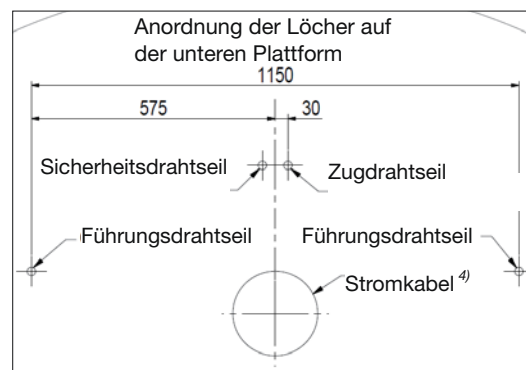 Anordnung der Löcher auf
der unteren Plattform
1150
575
30
Sicherheitsdrahtseil
Zugdrahtseil
Führungsdrahtseil
Führungsdrahtseil
Stromkabel 4)